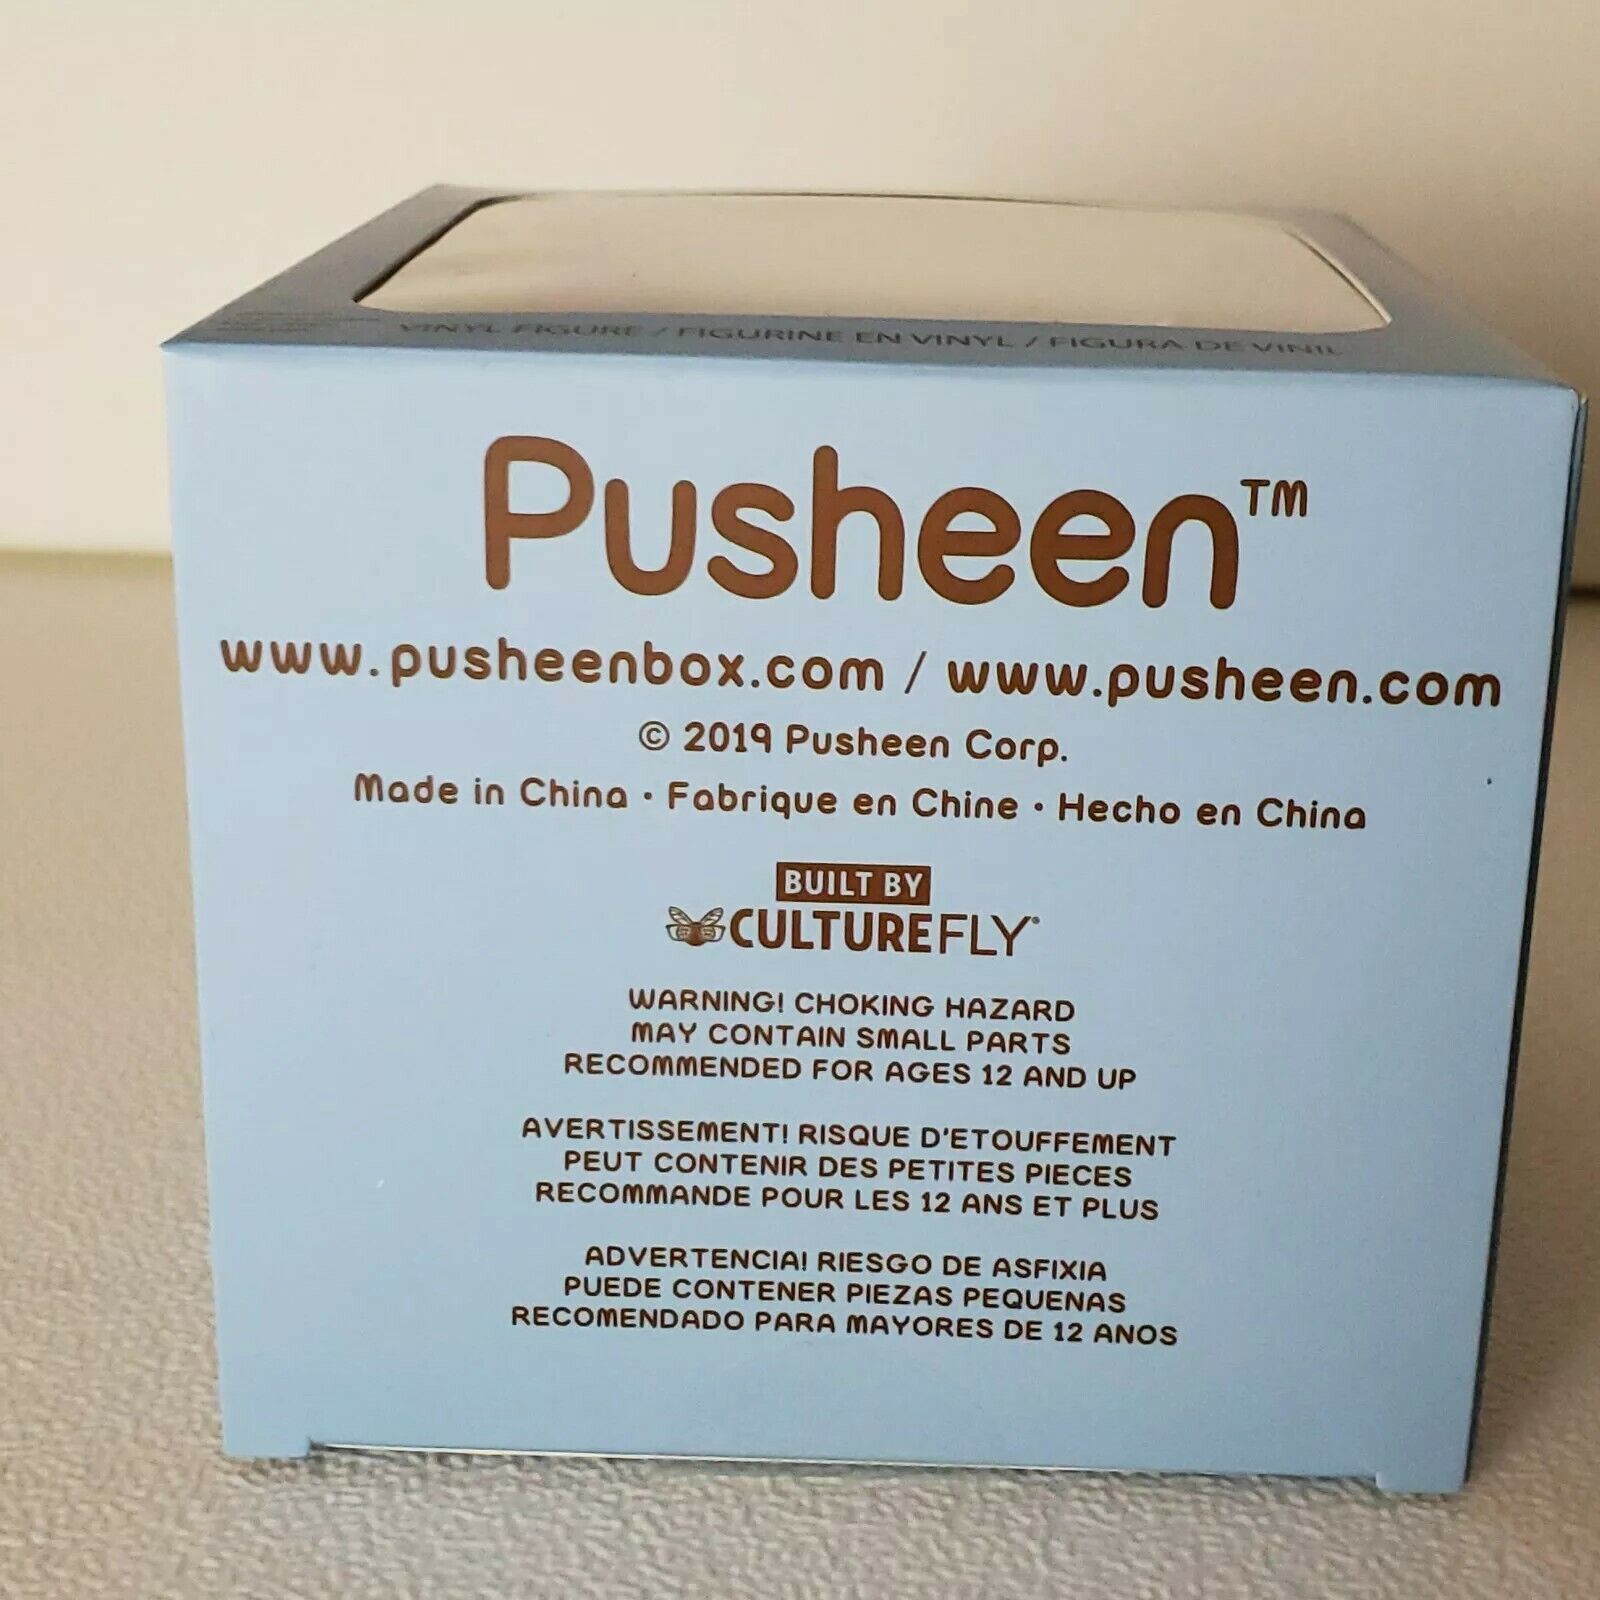 VINYL FIGURE / FIGURINE EN VINYL / FIGURA DE VINIL
Pusheen™
www.pusheenbox.com / www.pusheen.com
© 2019 Pusheen Corp.
Made in China • Fabrique en Chine • Hecho en China
BUILT BY
CULTUREFLY®
WARNING! CHOKING HAZARD
MAY CONTAIN SMALL PARTS
RECOMMENDED FOR AGES 12 AND UP
AVERTISSEMENT! RISQUE D'ETOUFFEMENT
PEUT CONTENIR DES PETITES PIECES
RECOMMANDE POUR LES 12 ANS ET PLUS
ADVERTENCIA! RIESGO DE ASFIXIA
PUEDE CONTENER PIEZAS PEQUENAS
RECOMENDADO PARA MAYORES DE 12 ANOS